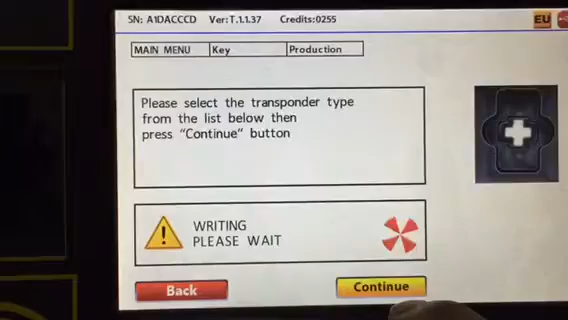 SN: A1DACCCD Ver:T.1.1.37 Credits:0255 EU
MAIN MENU Key Production
Please select the transponder type
from the list below then
press "Continue" button
WRITING
PLEASE WAIT
Back Continue